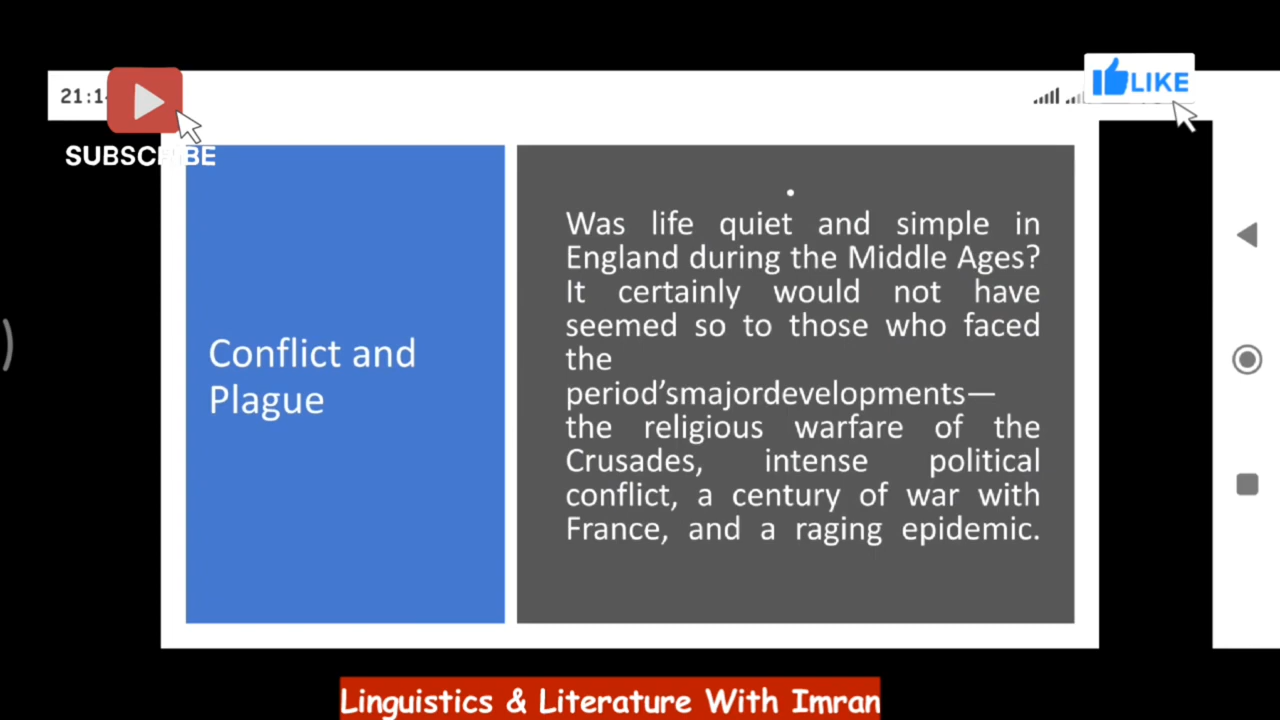 21:1
SUBSCRIBE
LIKE
Conflict and
Plague
Was life quiet and simple in
England during the Middle Ages?
It certainly would not have
seemed so to those who faced
the
period’smajordevelopments—
the religious warfare of the
Crusades, intense political
conflict, a century of war with
France, and a raging epidemic.
Linguistics & Literature With Imran